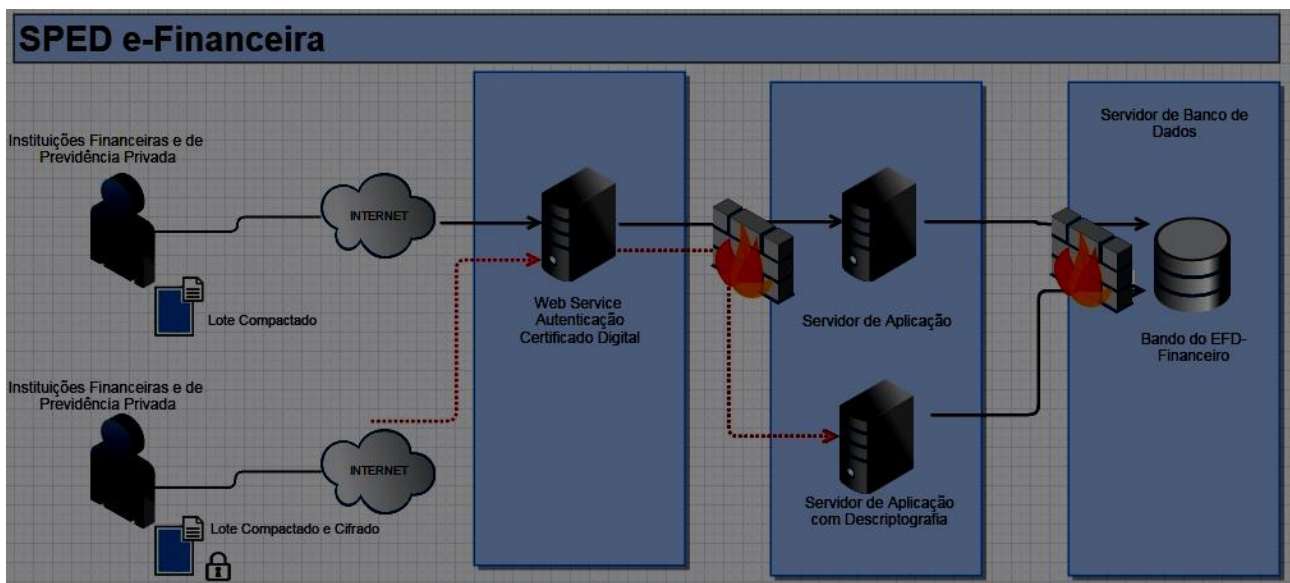 SPED e-Financeira
Instituições Financeiras e de
Previdência Privada
INTERNET
Lote Compactado
Web Service
Autenticação
Certificado Digital
Servidor de Aplicação
Servidor de Banco de
Dados
Bando do EFD-
Financeiro
Instituições Financeiras e de
Previdência Privada
INTERNET
Lote Compactado e Cifrado
Servidor de Aplicação
com Descriptografia